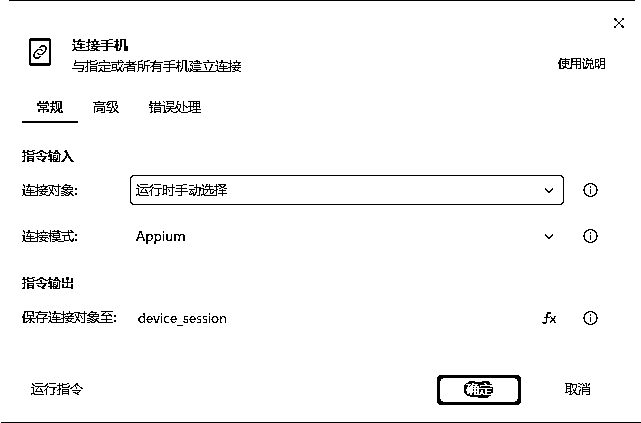 连接手机
与指定或者所有手机建立连接
使用说明
常规 高级 错误处理
指令输入
连接对象: 运行时手动选择
连接模式: Appium
指令输出
保存连接对象至: device_session fx
运行指令 确定 取消